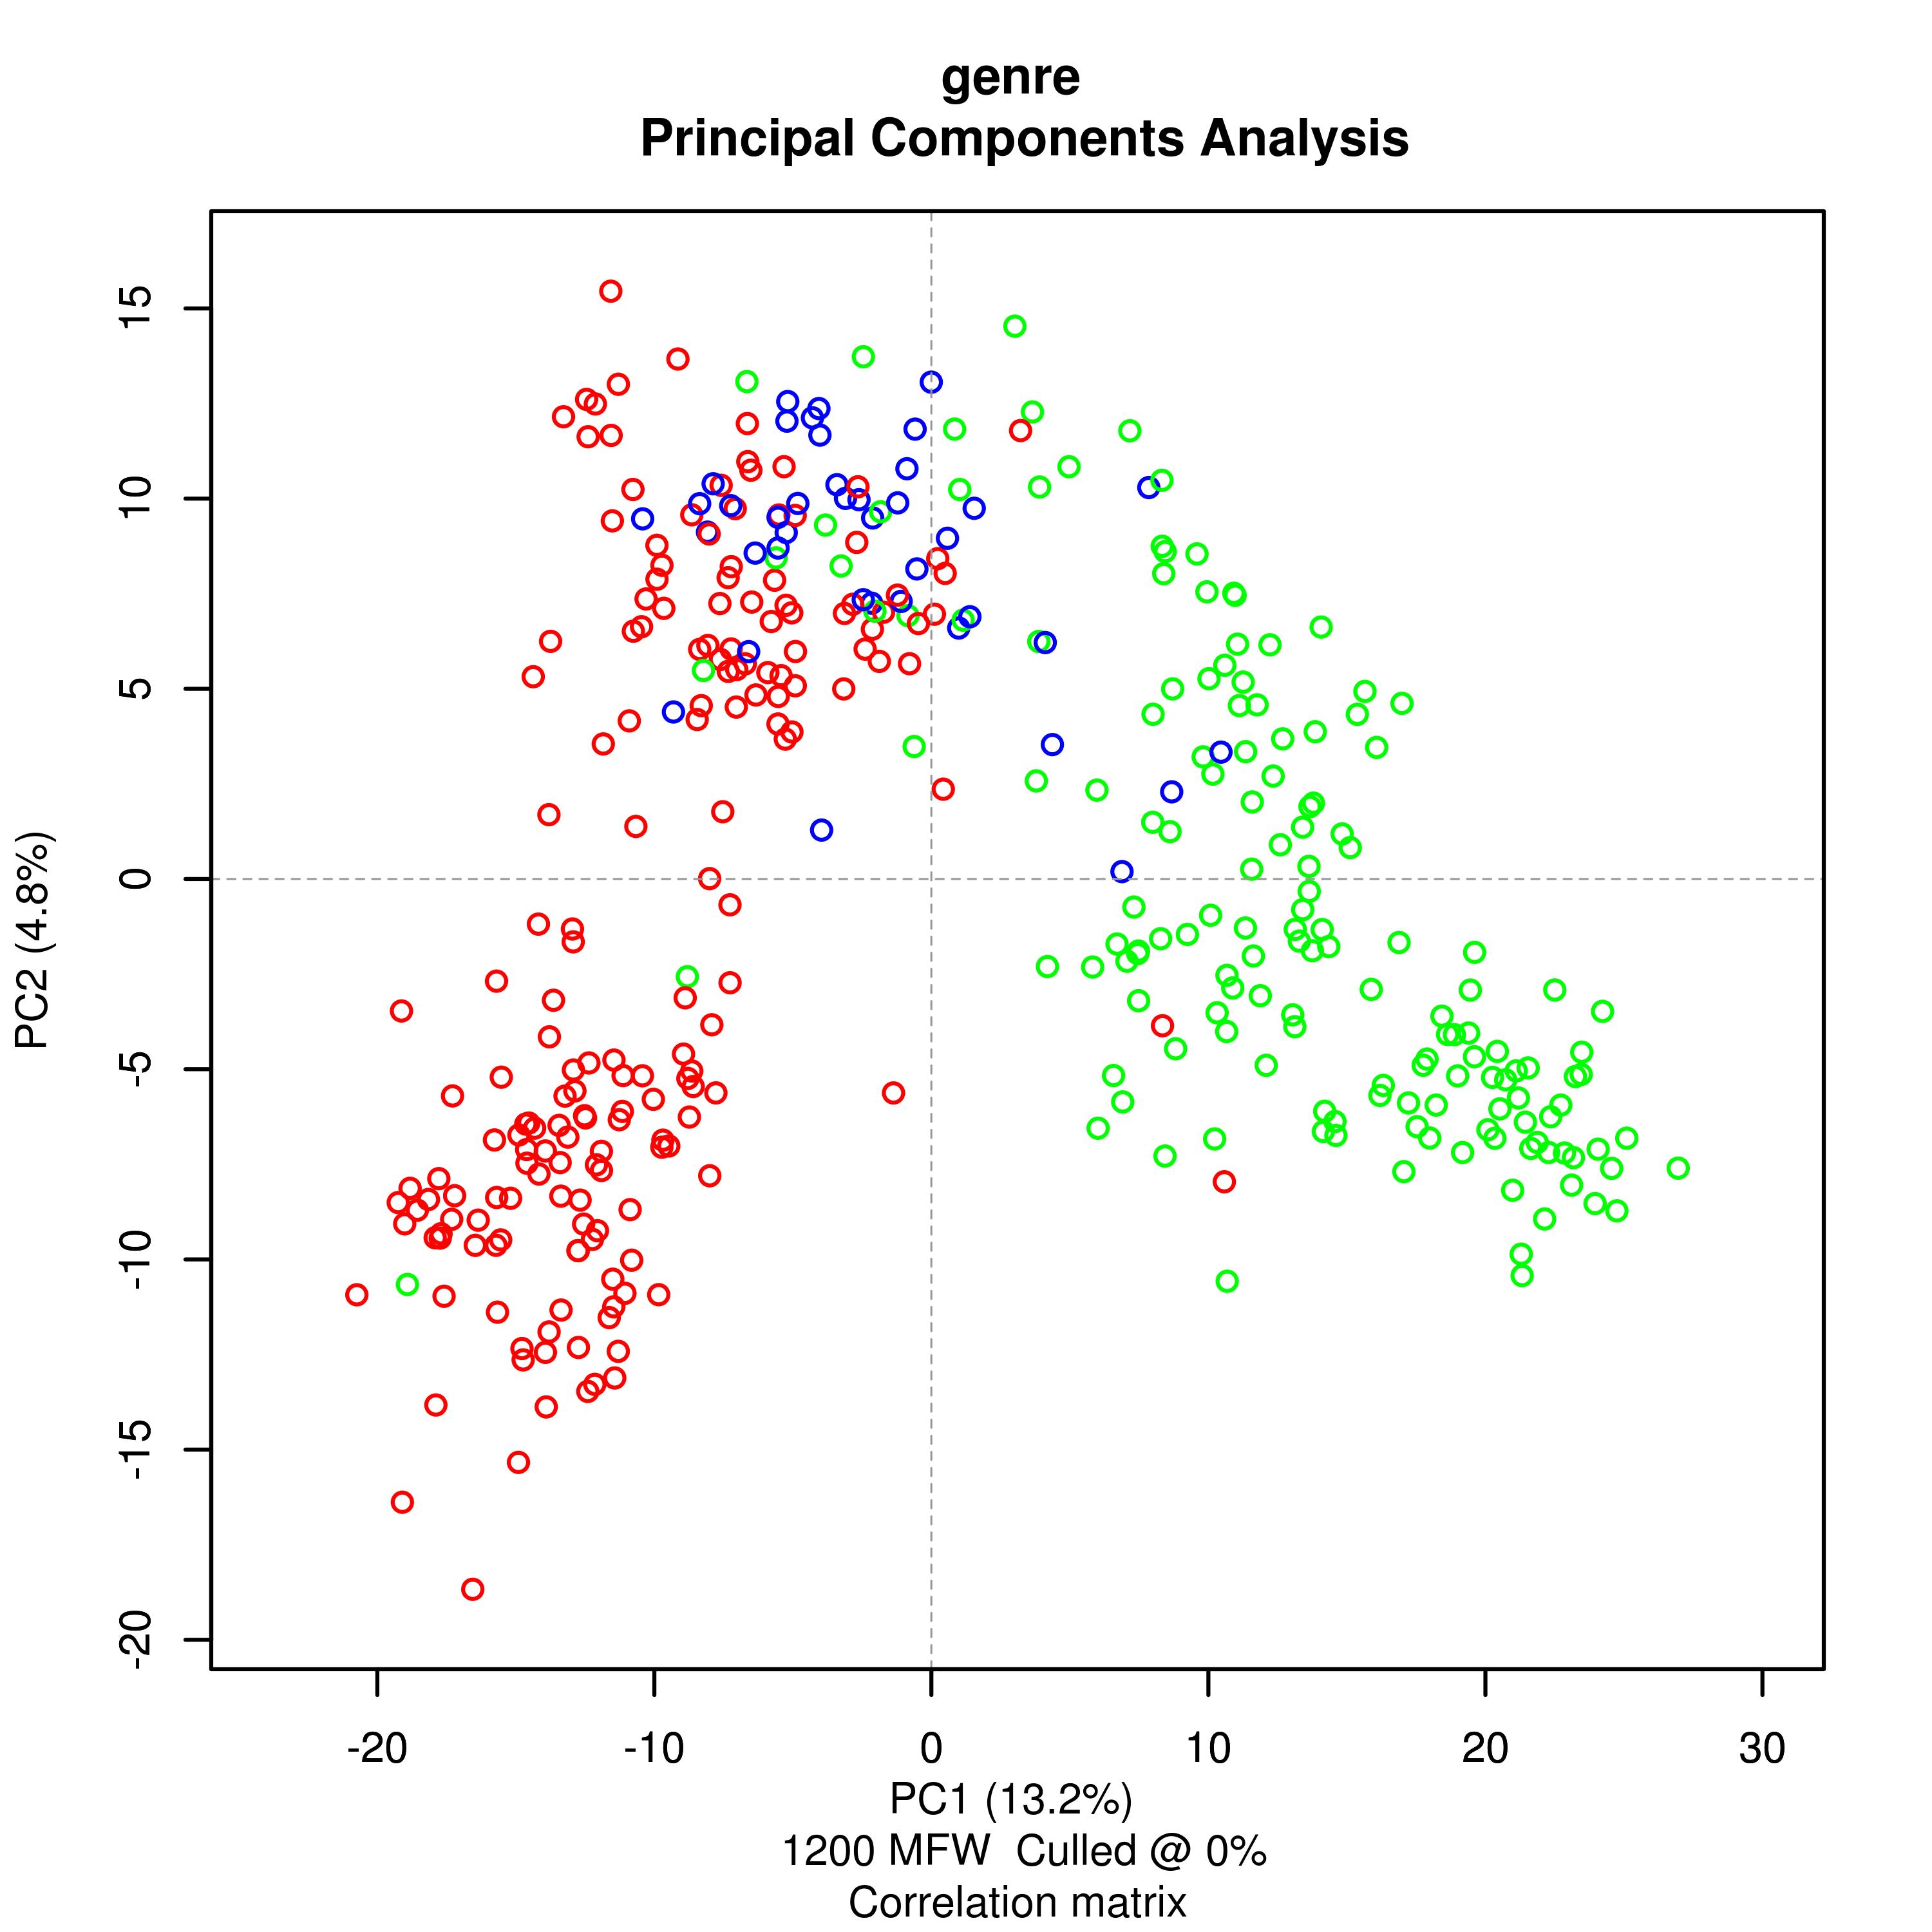 genre
Principal Components Analysis
PC2 (4.8%)
15
10
5
0
-5
-10
-15
-20
-20 -10 0 10 20 30
PC1 (13.2%)
1200 MFW  Culled @ 0%
Correlation matrix